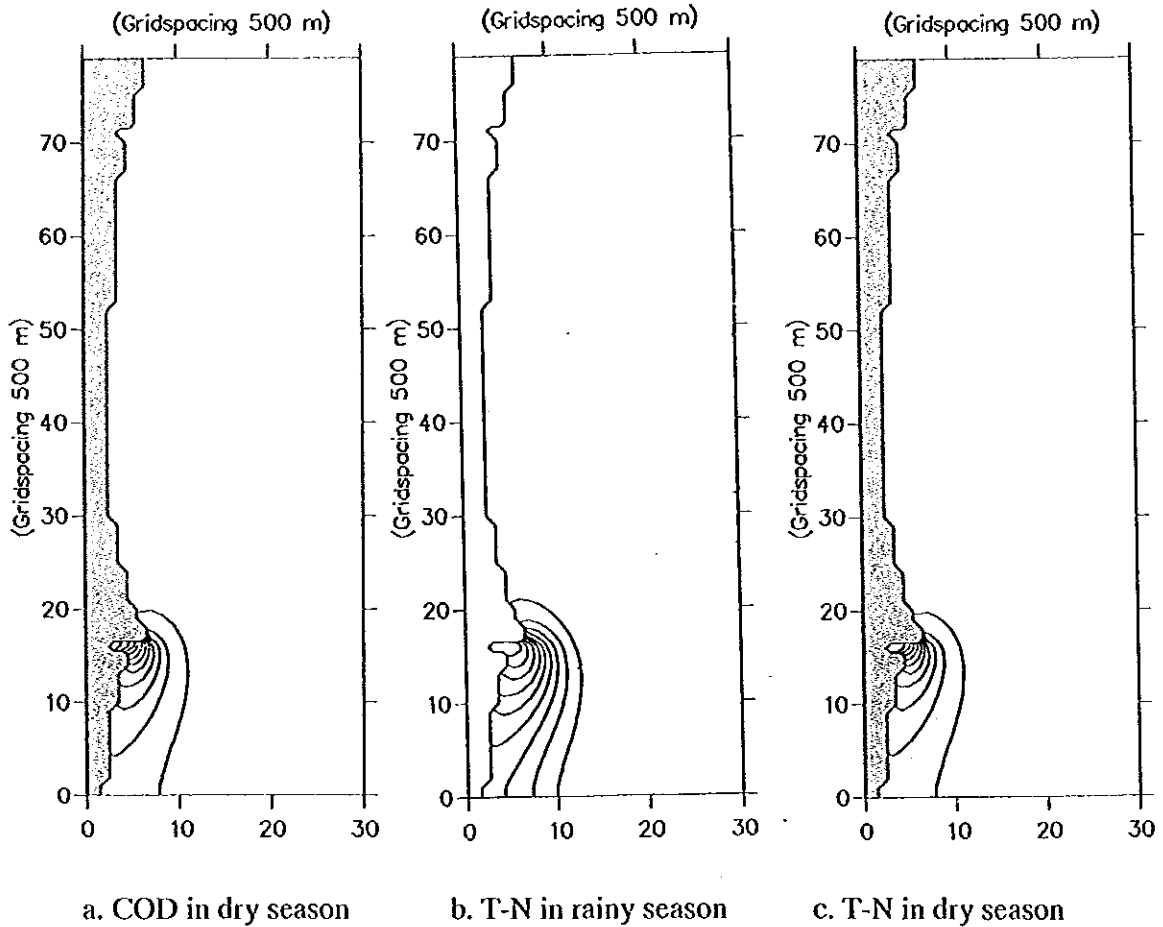 (Gridspacing 500 m) (Gridspacing 500 m) (Gridspacing 500 m)
70 70 70
60 60 60
50 50 50
40 40 40
30 30 30
20 20 20
10 10 10
0 0 0
(Gridspacing 500 m) (Gridspacing 500 m) (Gridspacing 500 m)
0 10 20 30 0 10 20 30 0 10 20 30
a. COD in dry season b. T-N in rainy season c. T-N in dry season